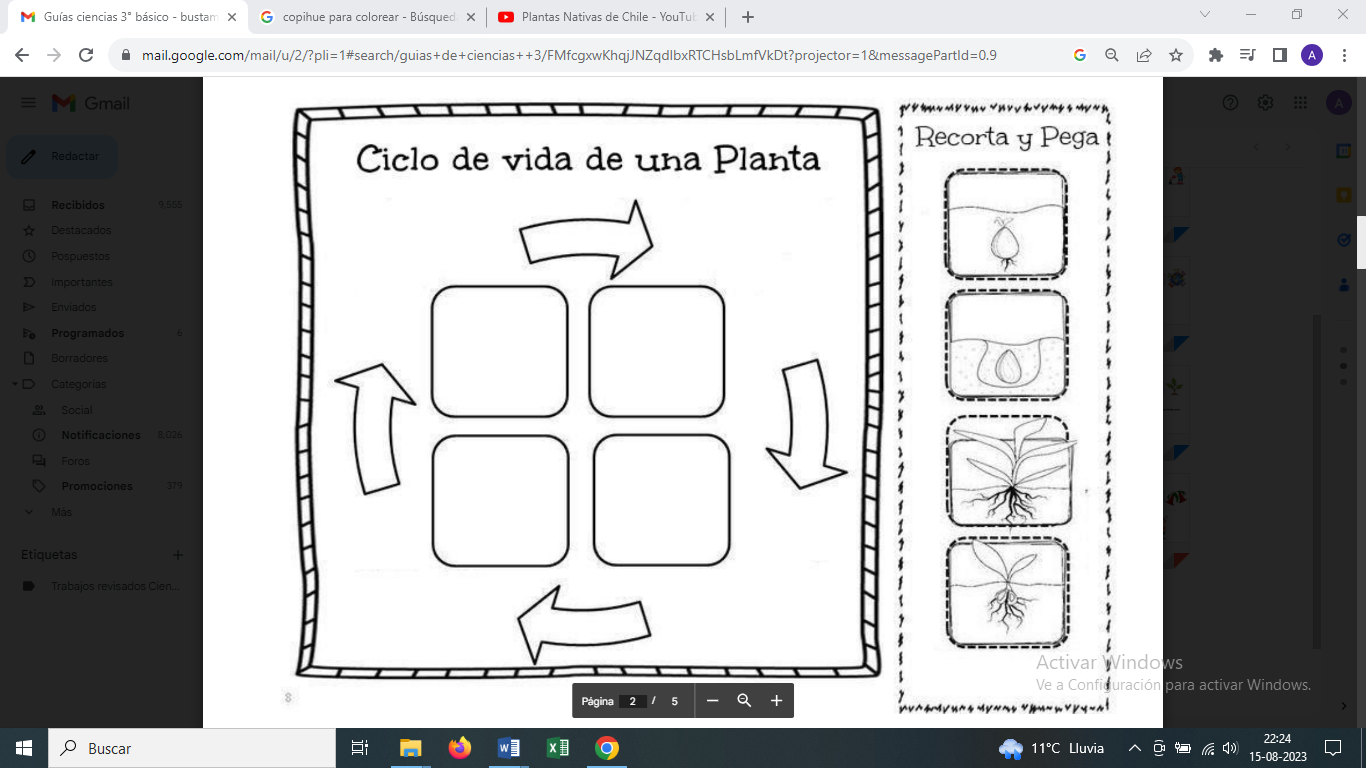 Guías ciencias 3° básico - bustam
copihue para colorear - Búsqued
Plantas Nativas de Chile - YouTub
mail.google.com/mail/u/2/?pli=1#search/guias+de+ciencias++3/FMfcgxwKhqjJNZqdlbxRTCHsbLmfVkDt?projector=1&messagePartId=0.9
A
Gmail
A
Redactar
Recibidos 9,555
Destacados
Pospuestos
Importantes
Enviados
Programados 6
Borradores
Categorías
Social
Notificaciones 8,026
Foros
Promociones 379
Más
Etiquetas
Trabajos revisados Cien...
Ciclo de vida de una Planta
Recorta y Pega
8
Página 2 / 5
Activar Windows
Ve a Configuración para activar Windows.
Buscar
11°C Lluvia
22:24
15-08-2023